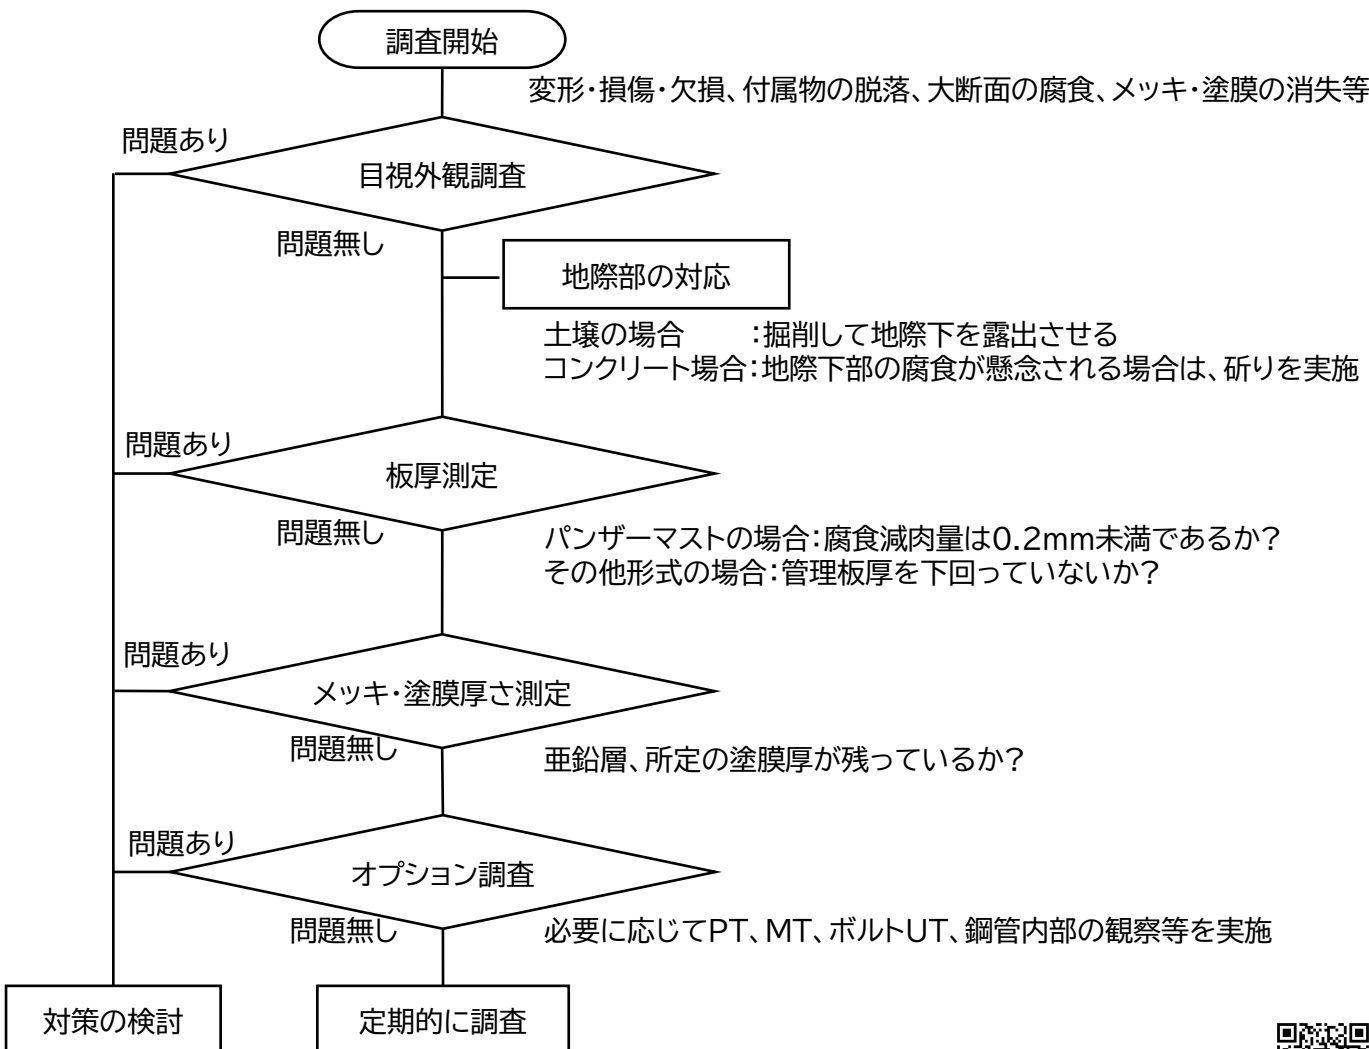 調査開始
変形・損傷・欠損、付属物の脱落、大断面の腐食、メッキ・塗膜の消失等
問題あり
目視外観調査
問題無し
地際部の対応
土壌の場合　　：掘削して地際下を露出させる
コンクリート場合：地際下部の腐食が懸念される場合は、斫りを実施
問題あり
板厚測定
問題無し
パンザーマストの場合：腐食減肉量は0.2mm未満であるか？
その他形式の場合：管理板厚を下回っていないか？
問題あり
メッキ・塗膜厚さ測定
問題無し
亜鉛層、所定の塗膜厚が残っているか？
問題あり
オプション調査
問題無し
必要に応じてPT、MT、ボルトUT、鋼管内部の観察等を実施
対策の検討
定期的に調査